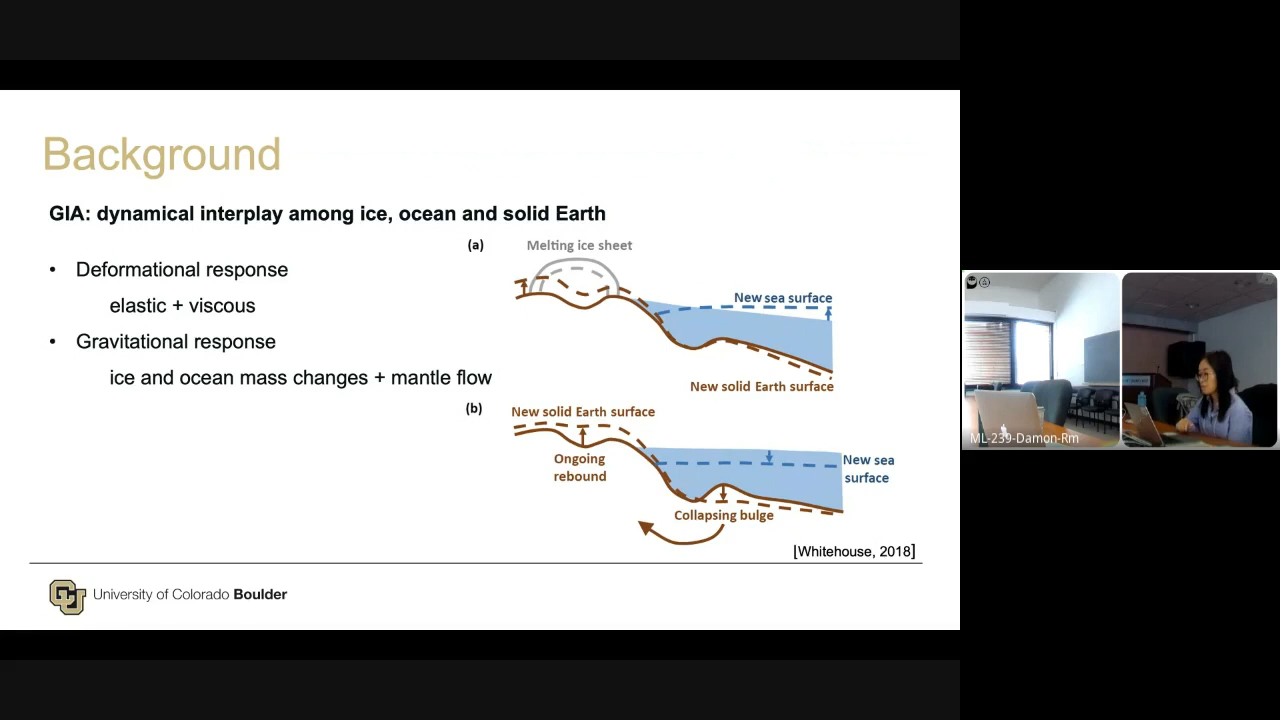 Background
GIA: dynamical interplay among ice, ocean and solid Earth
• Deformational response
elastic + viscous
• Gravitational response
ice and ocean mass changes + mantle flow
(a)
Melting ice sheet
New sea surface
New solid Earth surface
(b)
New solid Earth surface
Ongoing
rebound
New sea
surface
Collapsing bulge
[Whitehouse, 2018]
CU
University of Colorado Boulder
ML-239-Damon-Rm